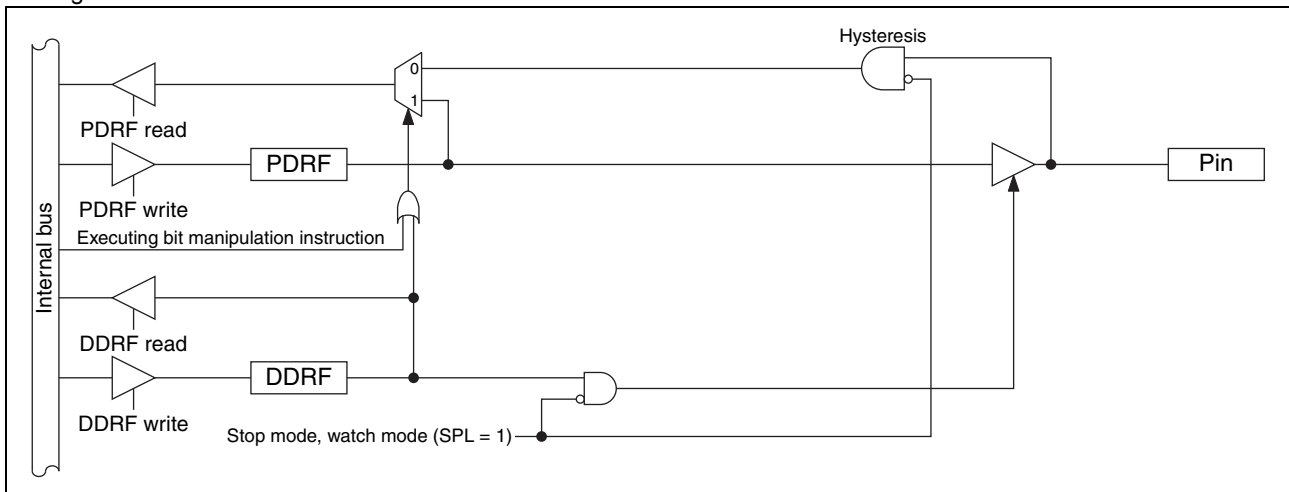 Hysteresis
0
1
PDRF read
PDRF
Pin
PDRF write
Executing bit manipulation instruction
Internal bus
DDRF read
DDRF
DDRF write
Stop mode, watch mode (SPL = 1)